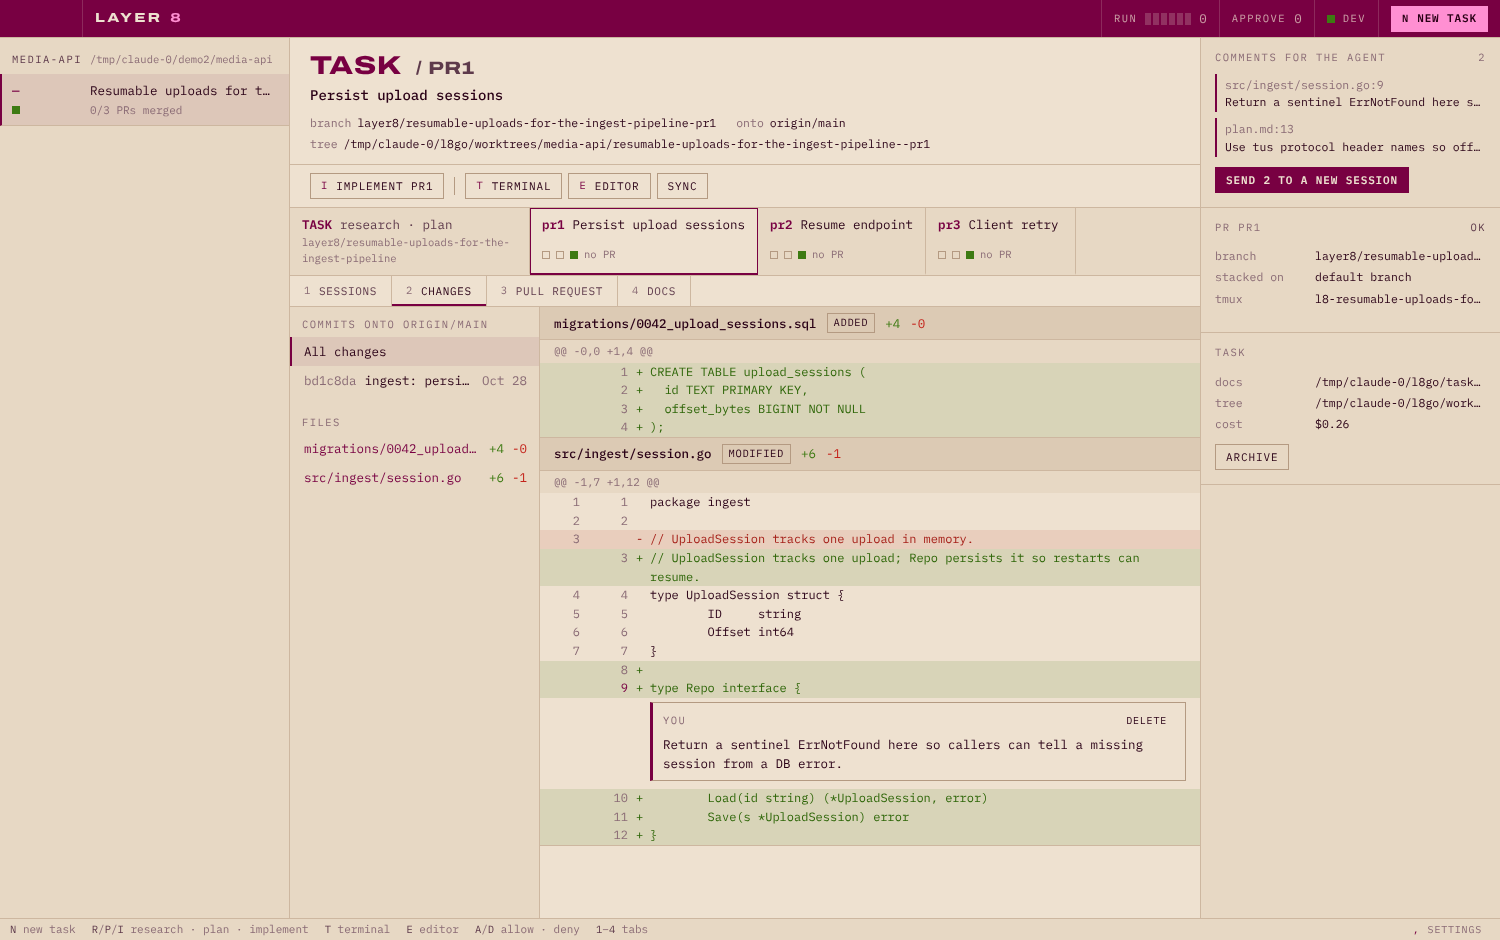 LAYER 8
RUN 0
APPROVE 0
DEV
N NEW TASK
MEDIA-API /tmp/claude-0/demo2/media-api
— Resumable uploads for t…
0/3 PRs merged
TASK / PR1
Persist upload sessions
branch layer8/resumable-uploads-for-the-ingest-pipeline-pr1 onto origin/main
tree /tmp/claude-0/l8go/worktrees/media-api/resumable-uploads-for-the-ingest-pipeline--pr1
I IMPLEMENT PR1
T TERMINAL
E EDITOR
SYNC
TASK research · plan
layer8/resumable-uploads-for-the-
ingest-pipeline
pr1 Persist upload sessions
no PR
pr2 Resume endpoint
no PR
pr3 Client retry
no PR
1 SESSIONS
2 CHANGES
3 PULL REQUEST
4 DOCS
COMMITS ONTO ORIGIN/MAIN
All changes
bd1c8da ingest: persi… Oct 28
FILES
migrations/0042_upload… +4 -0
src/ingest/session.go +6 -1
migrations/0042_upload_sessions.sql ADDED +4 -0
@@ -0,0 +1,4 @@
1 + CREATE TABLE upload_sessions (
2 + id TEXT PRIMARY KEY,
3 + offset_bytes BIGINT NOT NULL
4 + );
src/ingest/session.go MODIFIED +6 -1
@@ -1,7 +1,12 @@
1 1 package ingest
2 2
3 - // UploadSession tracks one upload in memory.
3 + // UploadSession tracks one upload; Repo persists it so restarts can
resume.
4 4 type UploadSession struct {
5 5 ID string
6 6 Offset int64
7 7 }
8 +
9 + type Repo interface {
YOU DELETE
Return a sentinel ErrNotFound here so callers can tell a missing
session from a DB error.
10 + Load(id string) (*UploadSession, error)
11 + Save(s *UploadSession) error
12 + }
COMMENTS FOR THE AGENT 2
src/ingest/session.go:9
Return a sentinel ErrNotFound here s…
plan.md:13
Use tus protocol header names so off…
SEND 2 TO A NEW SESSION
PR PR1 OK
branch layer8/resumable-upload…
stacked on default branch
tmux l8-resumable-uploads-fo…
TASK
docs /tmp/claude-0/l8go/task…
tree /tmp/claude-0/l8go/work…
cost $0.26
ARCHIVE
N new task R/P/I research · plan · implement T terminal E editor A/D allow · deny 1–4 tabs
, SETTINGS